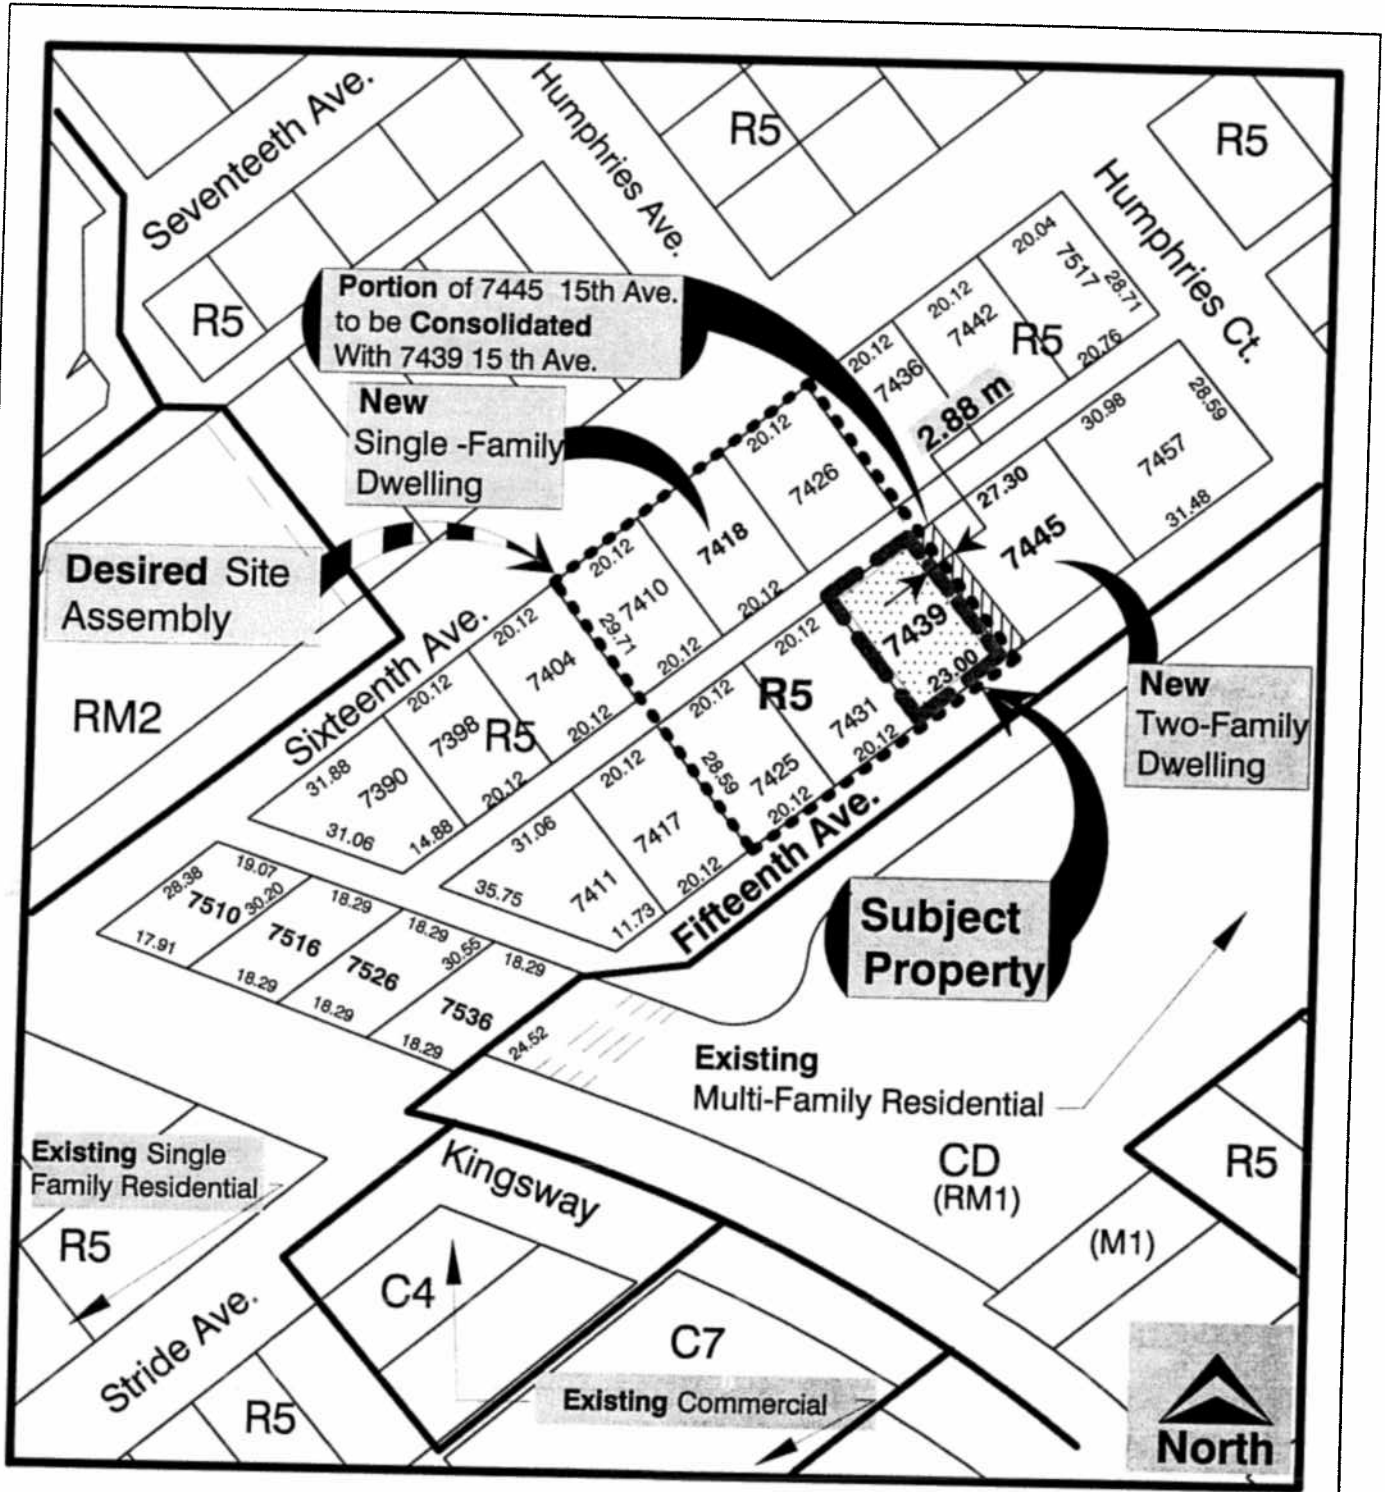 Seventeeth Ave.
Humphries Ave.
R5
R5
Humphries Ct.
R5
Portion of 7445 15th Ave.
to be Consolidated
With 7439 15 th Ave.
20.04
7517
28.71
20.76
20.12
7442
R5
20.12
7436
2.88 m
New
Single -Family
Dwelling
20.12
7426
30.98
28.59
7457
31.48
27.30
7445
Desired Site
Assembly
20.12
7418
20.12
7410
29.71
20.12
20.12
7439
23.00
RM2
Sixteenth Ave.
20.12
7404
20.12
20.12
7398
R5
20.12
31.88
7390
31.06
14.88
20.12
R5
7431
20.12
20.12
28.59
7425
20.12
New
Two-Family
Dwelling
20.12
7417
20.12
31.06
35.75
7411
11.73
Fifteenth Ave.
Subject
Property
28.38
19.07
7510
30.20
17.91
18.29
7516
18.29
18.29
7526
30.55
18.29
18.29
7536
18.29
24.52
Existing
Multi-Family Residential
Existing Single
Family Residential
R5
Kingsway
CD
(RM1)
R5
(M1)
C4
C7
Stride Ave.
R5
Existing Commercial
North